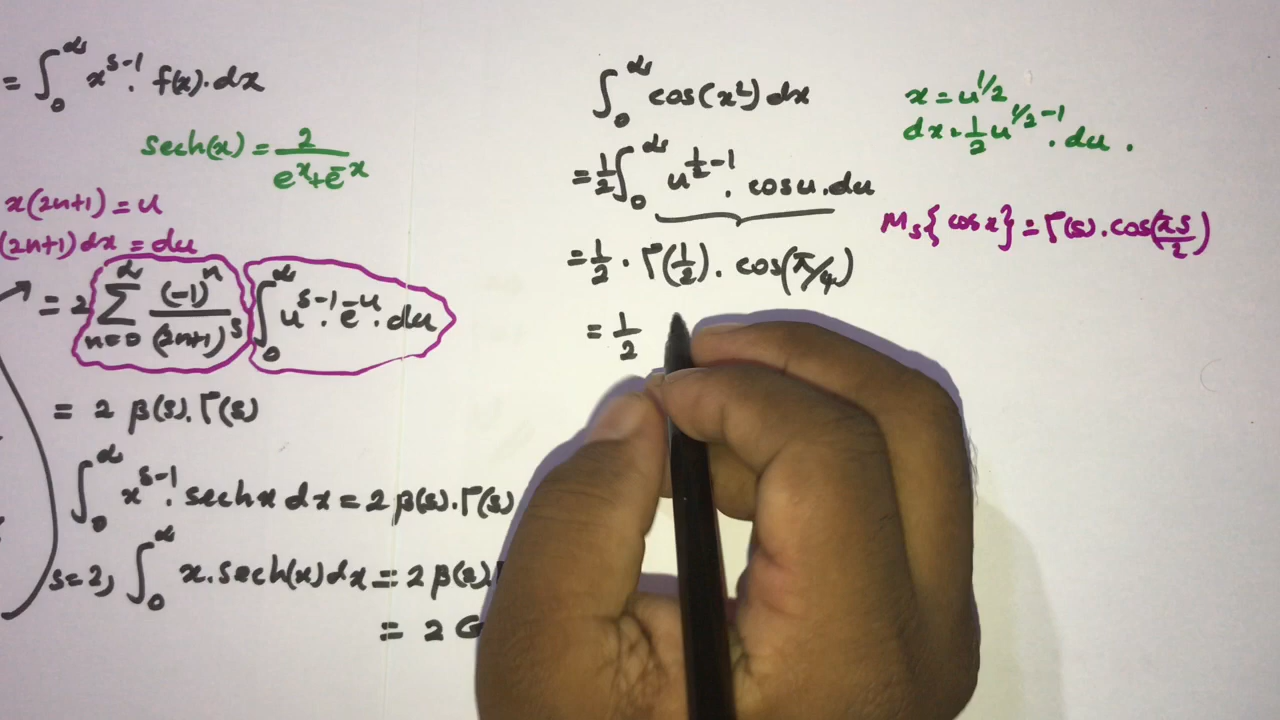 = ∫₀^∞ x^{s-1}. f(x).dx
sech(x) = 2/(e^x+e^{-x})
x(2n+1) = u
(2n+1)dx = du
= 2 ∑_{n=0}^∞ (-1)^n/(2n+1)^s ∫₀^∞ u^{s-1}. e^{-u}. du
= 2 β(s). Γ(s)
∫₀^∞ x^{s-1}. sech x dx = 2 β(s). Γ(s)
s=2, ∫₀^∞ x. sech(x) dx = 2 β(2)
= 2 G
∫₀^∞ cos(x²) dx
= 1/2 ∫₀^∞ u^{1/2-1}. cos u. du
= 1/2 . Γ(1/2). cos(π/4)
= 1/2
x = u^{1/2}
dx = 1/2 u^{1/2-1}. du.
M_s{cos x} = Γ(s). cos(πs/2)